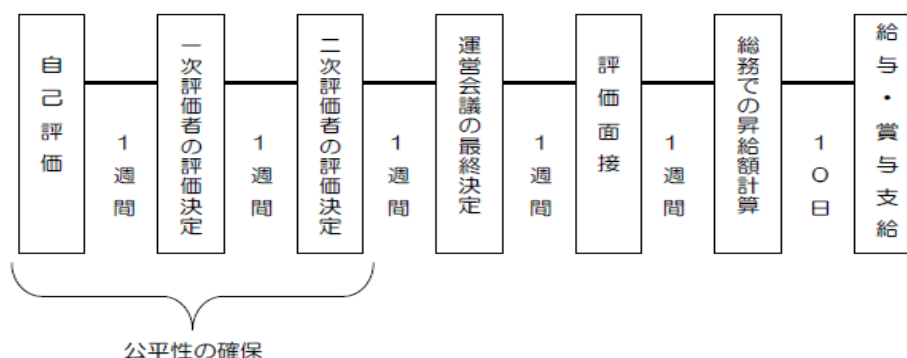 自己評価
1週間
一次評価者の評価決定
1週間
二次評価者の評価決定
1週間
運営会議の最終決定
1週間
評価面接
1週間
総務での昇給額計算
10日
給与・賞与支給
公平性の確保